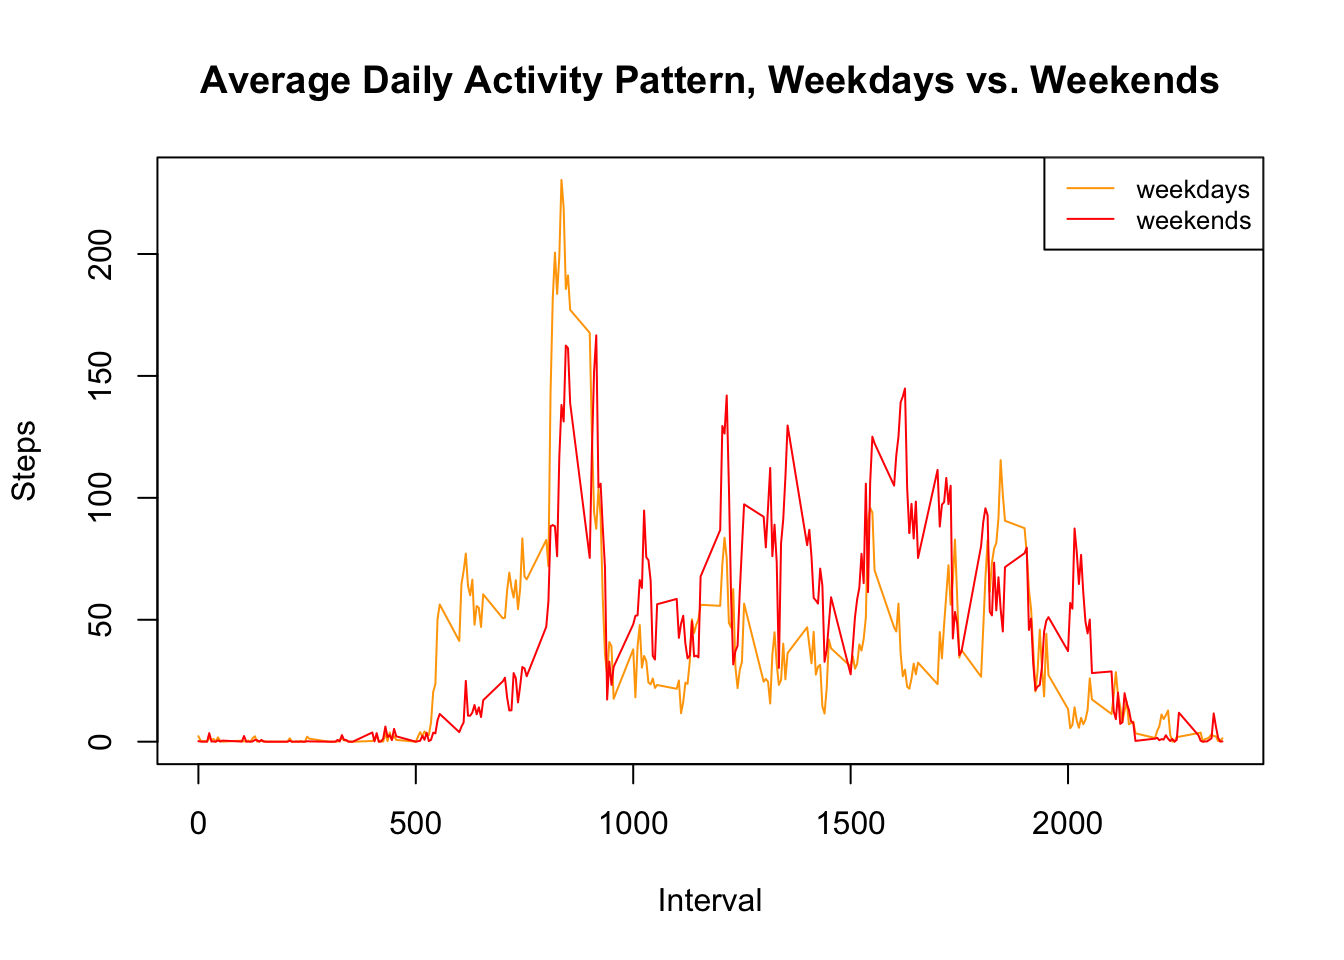 Average Daily Activity Pattern, Weekdays vs. Weekends
weekdays
weekends
Steps
200
150
100
50
0
0 500 1000 1500 2000
Interval